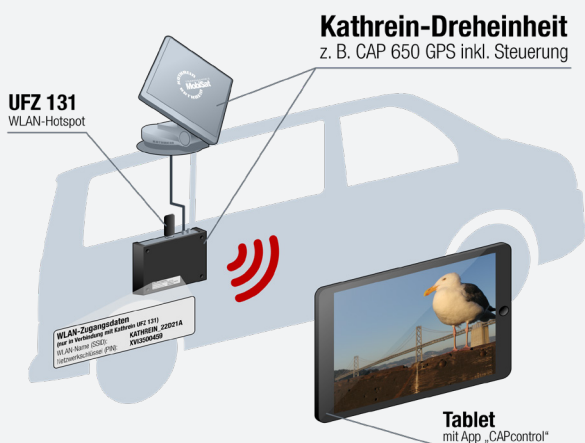 Kathrein-Dreheinheit
z. B. CAP 650 GPS inkl. Steuerung
MobiSat
UFZ 131
WLAN-Hotspot
WLAN-Zugangsdaten
(nur in Verbindung mit Kathrein UFZ 131)
WLAN-Name (SSID): KATHREIN_22D21A
Netzwerkschlüssel (PIN): XVI3500459
Tablet
mit App „CAPcontrol“